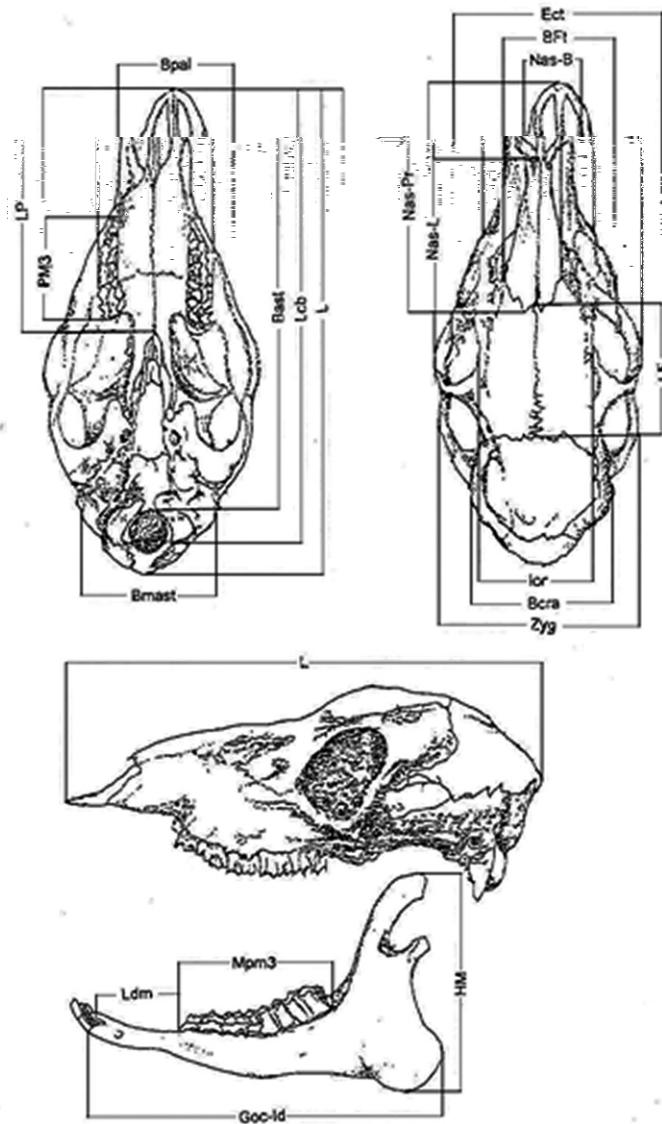 Ect
BFt
Nas-B
Bpal
LP
PM3
Bast
Lcb
L
Nas-Pr
Nas-L
LF
Bmast
Ior
Bcra
Zyg
L
Mpm3
Ldm
HM
Goc-Id